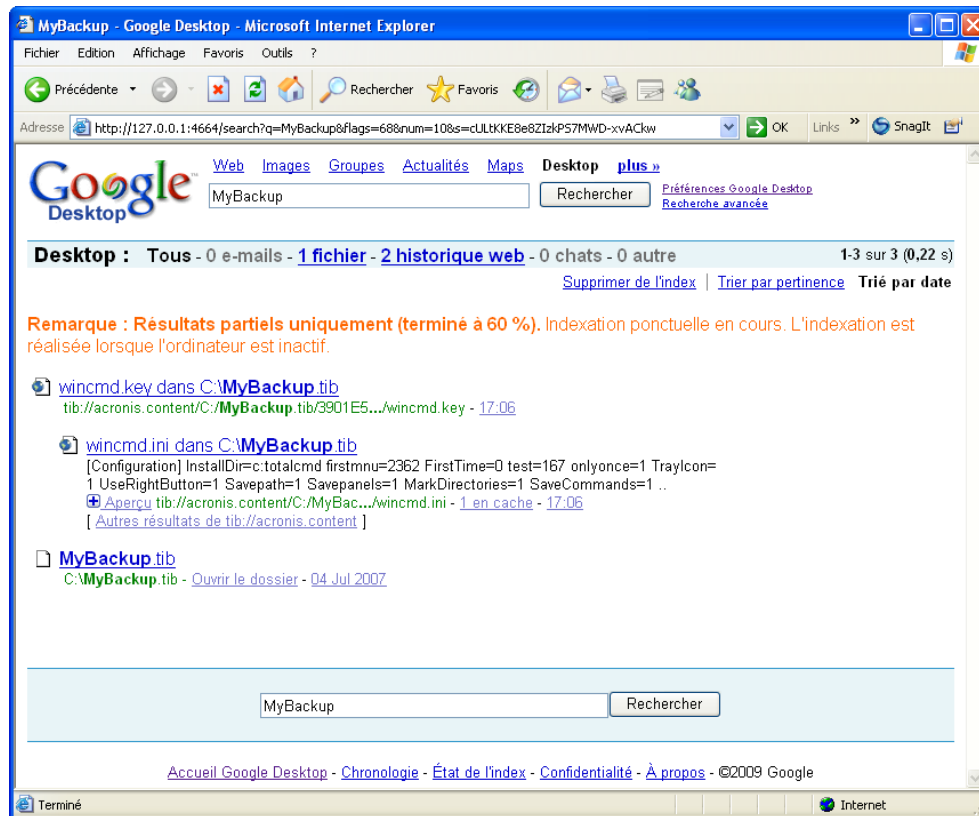 MyBackup - Google Desktop - Microsoft Internet Explorer
Fichier Edition Affichage Favoris Outils ?
Précédente Rechercher Favoris
Adresse http://127.0.0.1:4664/search?q=MyBackup&flags=68&num=10&s=cULtKKE8e8ZIzkPS7MWD-xvACkw OK Links » SnagIt
Google Desktop
Web Images Groupes Actualités Maps Desktop plus »
MyBackup Rechercher Préférences Google Desktop
Recherche avancée
Desktop : Tous - 0 e-mails - 1 fichier - 2 historique web - 0 chats - 0 autre 1-3 sur 3 (0,22 s)
Supprimer de l'index | Trier par pertinence Trié par date
Remarque : Résultats partiels uniquement (terminé à 60 %). Indexation ponctuelle en cours. L'indexation est
réalisée lorsque l'ordinateur est inactif.
wincmd.key dans C:\MyBackup.tib
tib://acronis.content/C:/MyBackup.tib/3901E5.../wincmd.key - 17:06
wincmd.ini dans C:\MyBackup.tib
[Configuration] InstallDir=c:totalcmd firstmnu=2362 FirstTime=0 test=167 onlyonce=1 TrayIcon=
1 UseRightButton=1 Savepath=1 Savepanels=1 MarkDirectories=1 SaveCommands=1 ..
Aperçu tib://acronis.content/C:/MyBac.../wincmd.ini - 1 en cache - 17:06
[ Autres résultats de tib://acronis.content ]
MyBackup.tib
C:\MyBackup.tib - Ouvrir le dossier - 04 Jul 2007
MyBackup Rechercher
Accueil Google Desktop - Chronologie - État de l'index - Confidentialité - À propos - ©2009 Google
Terminé Internet